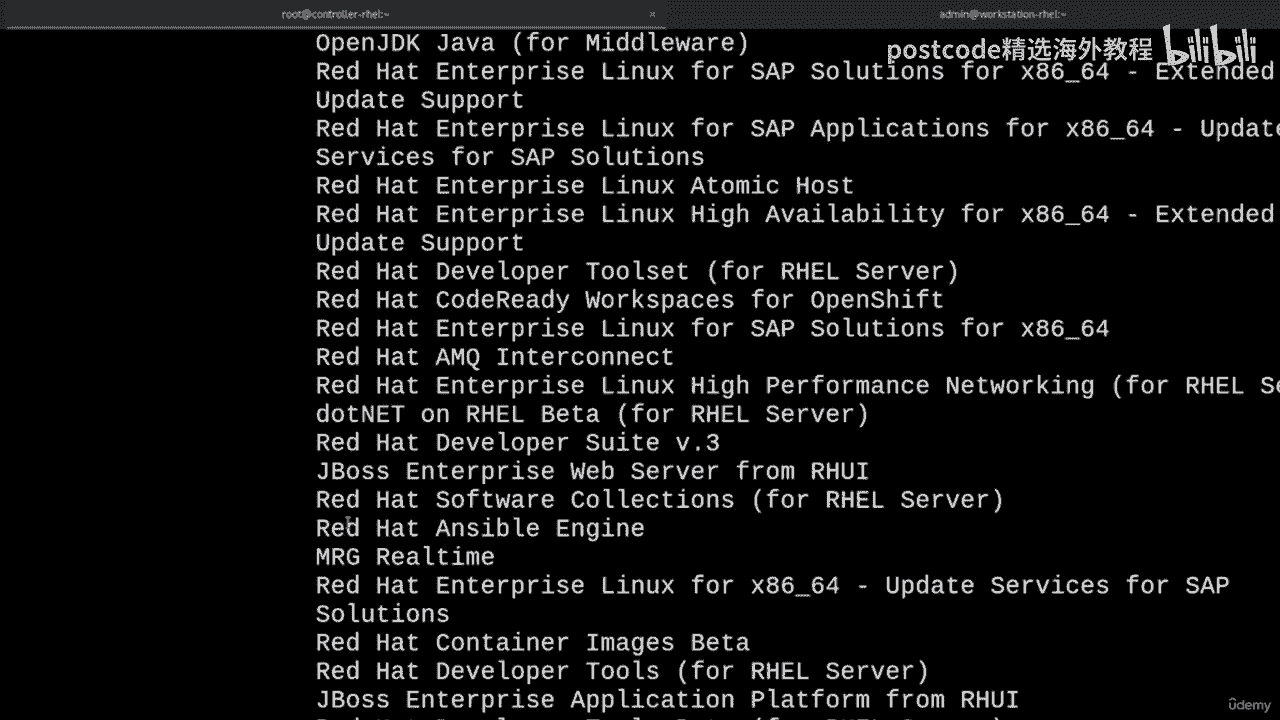 root@controller-rhel:~
×
admin@workstation-rhel:~
postcode精选海外教程 bilibili
OpenJDK Java (for Middleware)
Red Hat Enterprise Linux for SAP Solutions for x86_64 - Extended
Update Support
Red Hat Enterprise Linux for SAP Applications for x86_64 - Update
Services for SAP Solutions
Red Hat Enterprise Linux Atomic Host
Red Hat Enterprise Linux High Availability for x86_64 - Extended
Update Support
Red Hat Developer Toolset (for RHEL Server)
Red Hat CodeReady Workspaces for OpenShift
Red Hat Enterprise Linux for SAP Solutions for x86_64
Red Hat AMQ Interconnect
Red Hat Enterprise Linux High Performance Networking (for RHEL Se
dotNET on RHEL Beta (for RHEL Server)
Red Hat Developer Suite v.3
JBoss Enterprise Web Server from RHUI
Red Hat Software Collections (for RHEL Server)
Red Hat Ansible Engine
MRG Realtime
Red Hat Enterprise Linux for x86_64 - Update Services for SAP
Solutions
Red Hat Container Images Beta
Red Hat Developer Tools (for RHEL Server)
JBoss Enterprise Application Platform from RHUI
ûdemy